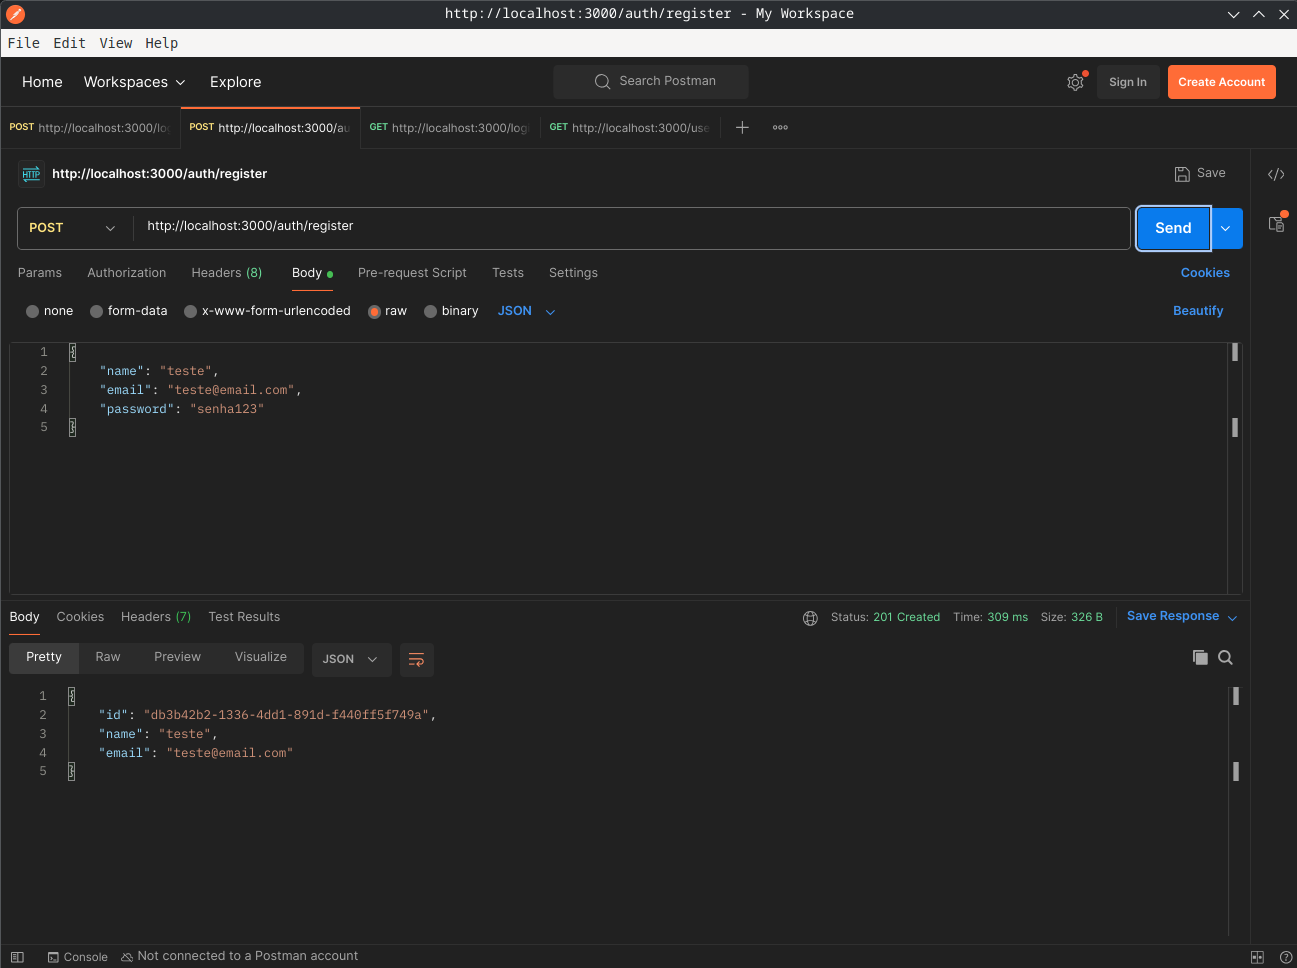 http://localhost:3000/auth/register - My Workspace
File Edit View Help
Home Workspaces Explore Search Postman Sign In Create Account
POST http://localhost:3000/log POST http://localhost:3000/au GET http://localhost:3000/log GET http://localhost:3000/use
HTTP http://localhost:3000/auth/register Save
POST http://localhost:3000/auth/register Send
Params Authorization Headers (8) Body Pre-request Script Tests Settings Cookies
none form-data x-www-form-urlencoded raw binary JSON Beautify
1 {
2 "name": "teste",
3 "email": "teste@email.com",
4 "password": "senha123"
5 }
Body Cookies Headers (7) Test Results Status: 201 Created Time: 309 ms Size: 326 B Save Response
Pretty Raw Preview Visualize JSON
1 {
2 "id": "db3b42b2-1336-4dd1-891d-f440ff5f749a",
3 "name": "teste",
4 "email": "teste@email.com"
5 }
Console Not connected to a Postman account